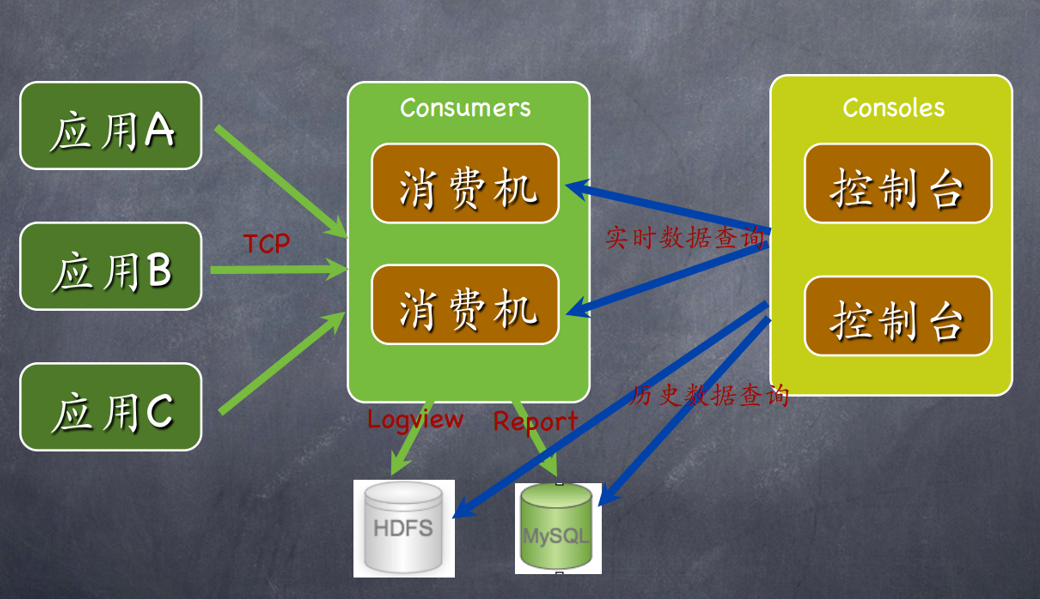 应用A
应用B
应用C
TCP
Consumers
消费机
消费机
Consoles
控制台
控制台
实时数据查询
历史数据查询
Logview
Report
HDFS
MySQL